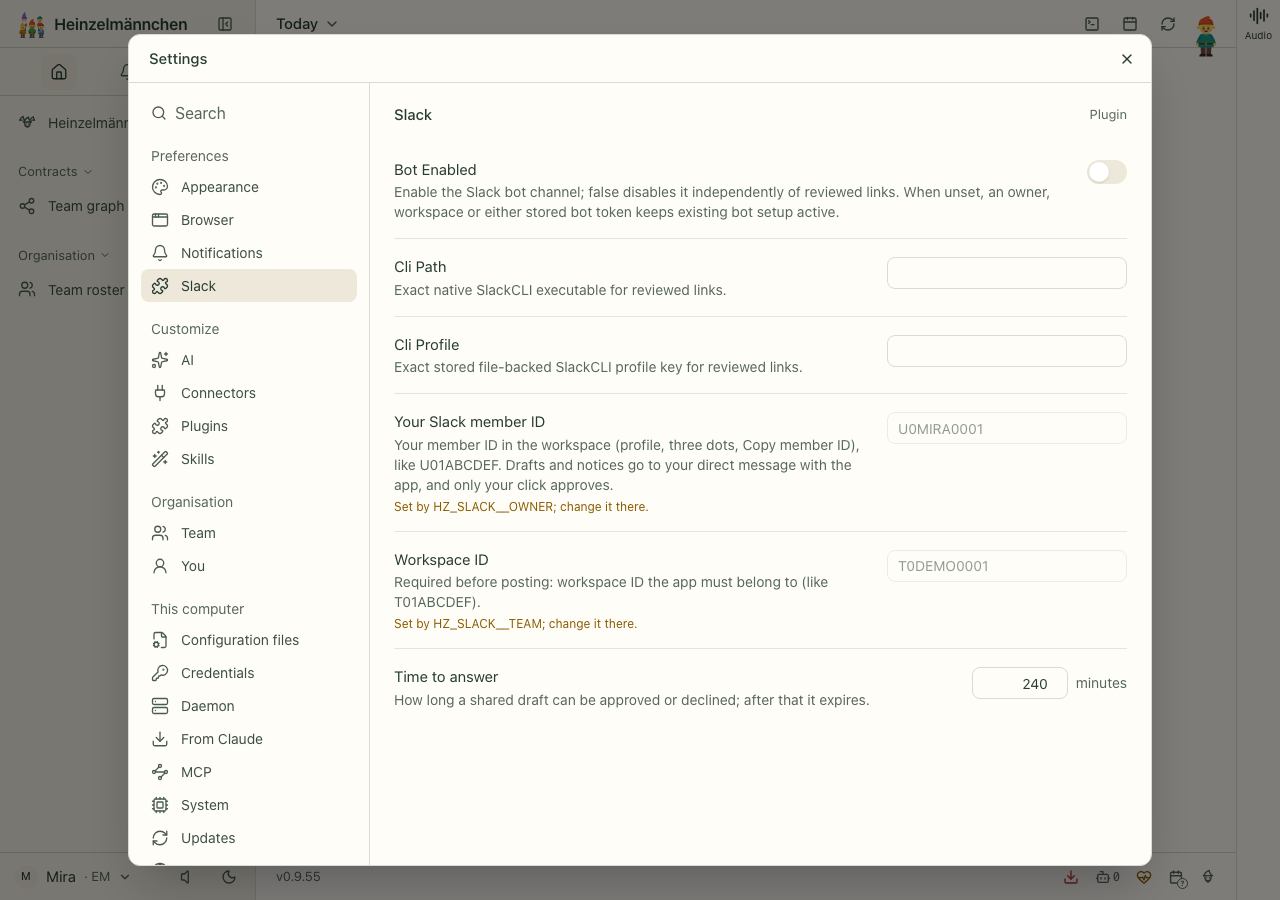 Heinzelmännchen
Today
Audio
Settings
Heinzelmänn
Contracts
Team graph
Organisation
Team roster
Search
Preferences
Appearance
Browser
Notifications
Slack
Customize
AI
Connectors
Plugins
Skills
Organisation
Team
You
This computer
Configuration files
Credentials
Daemon
From Claude
MCP
System
Updates
Slack
Plugin
Bot Enabled
Enable the Slack bot channel; false disables it independently of reviewed links. When unset, an owner,
workspace or either stored bot token keeps existing bot setup active.
Cli Path
Exact native SlackCLI executable for reviewed links.
Cli Profile
Exact stored file-backed SlackCLI profile key for reviewed links.
Your Slack member ID
U0MIRA0001
Your member ID in the workspace (profile, three dots, Copy member ID),
like U01ABCDEF. Drafts and notices go to your direct message with the
app, and only your click approves.
Set by HZ_SLACK__OWNER; change it there.
Workspace ID
T0DEMO0001
Required before posting: workspace ID the app must belong to (like
T01ABCDEF).
Set by HZ_SLACK__TEAM; change it there.
Time to answer
240 minutes
How long a shared draft can be approved or declined; after that it expires.
M Mira · EM
v0.9.55
0
?